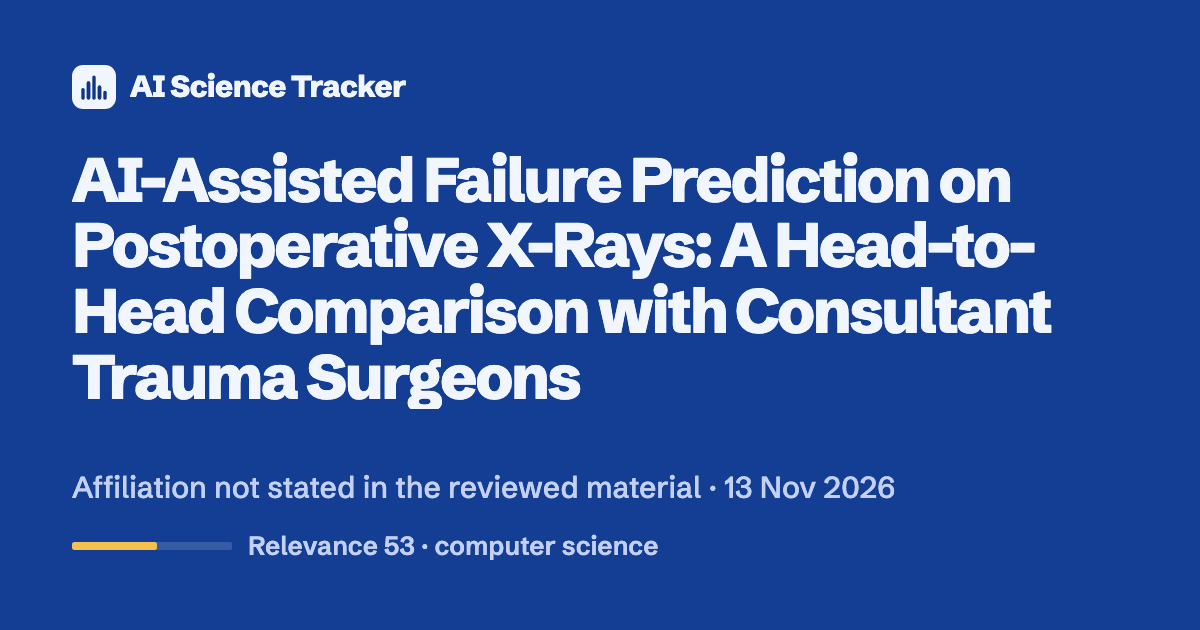 AI Science Tracker
AI-Assisted Failure Prediction on
Postoperative X-Rays: A Head-to-
Head Comparison with Consultant
Trauma Surgeons
Affiliation not stated in the reviewed material · 13 Nov 2026
Relevance 53 · computer science